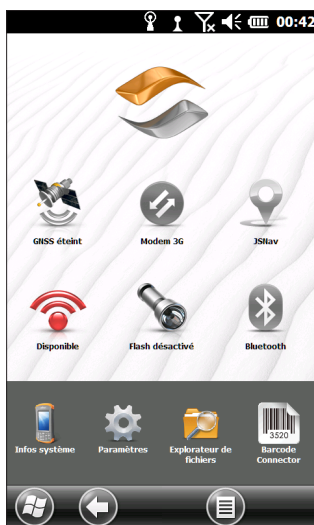 00:42
GNSS éteint
Modem 3G
JSNav
Disponible
Flash désactivé
Bluetooth
Infos système
Paramètres
Explorateur de
fichiers
3520
Barcode
Connector